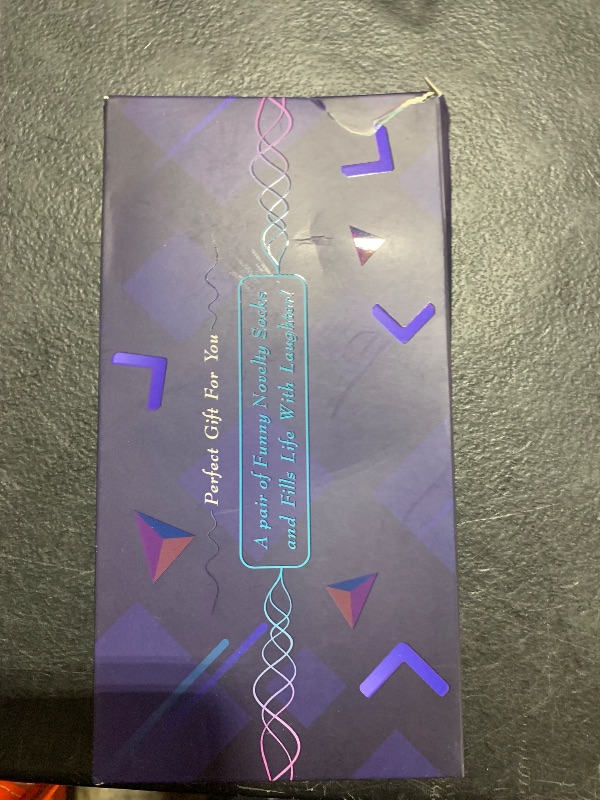 Perfect Gift For You
A pair of Funny Novelty Socks
and Fills Life With Laughter!